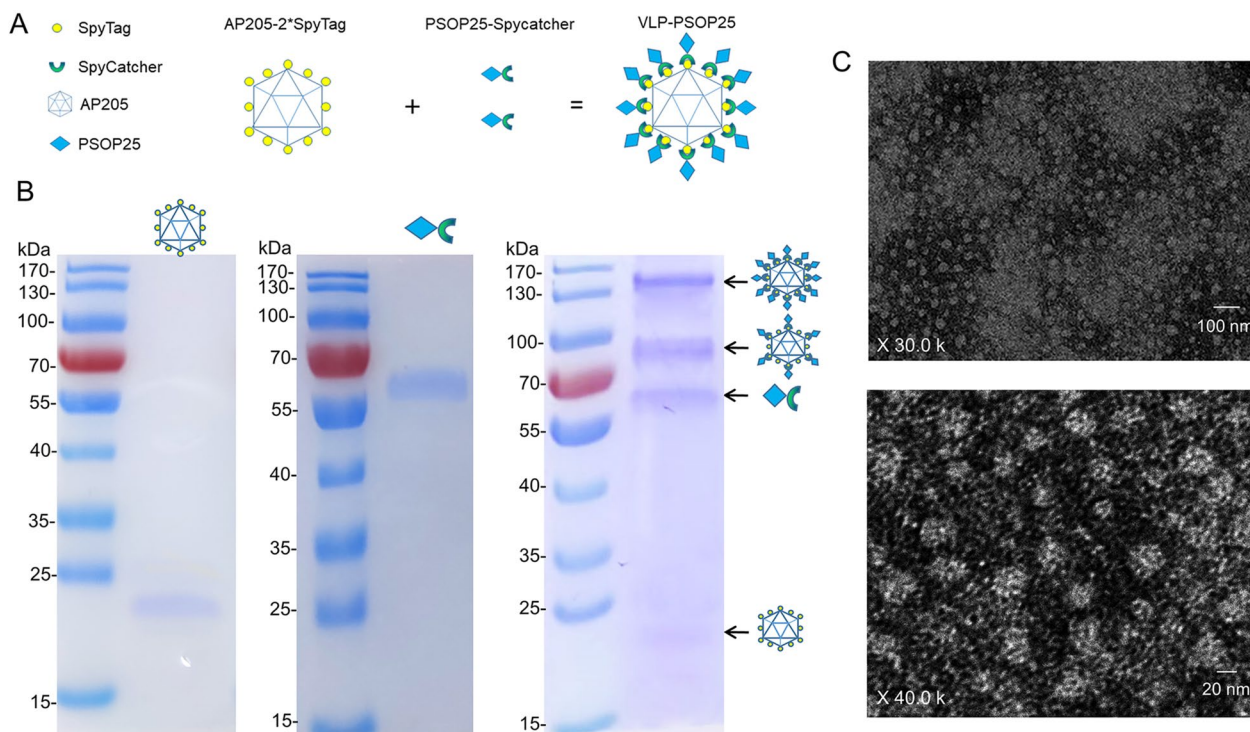 A
SpyTag
SpyCatcher
AP205
PSOP25
AP205-2*SpyTag
+
PSOP25-Spycatcher
=
VLP-PSOP25
B
kDa
170-
130-
100-
70-
55-
40-
35-
25-
15-
kDa
170-
130-
100-
70-
55-
40-
35-
25-
15-
kDa
170-
130-
100-
70-
55-
40-
35-
25-
15-
C
100 nm
X 30.0 k
20 nm
X 40.0 k